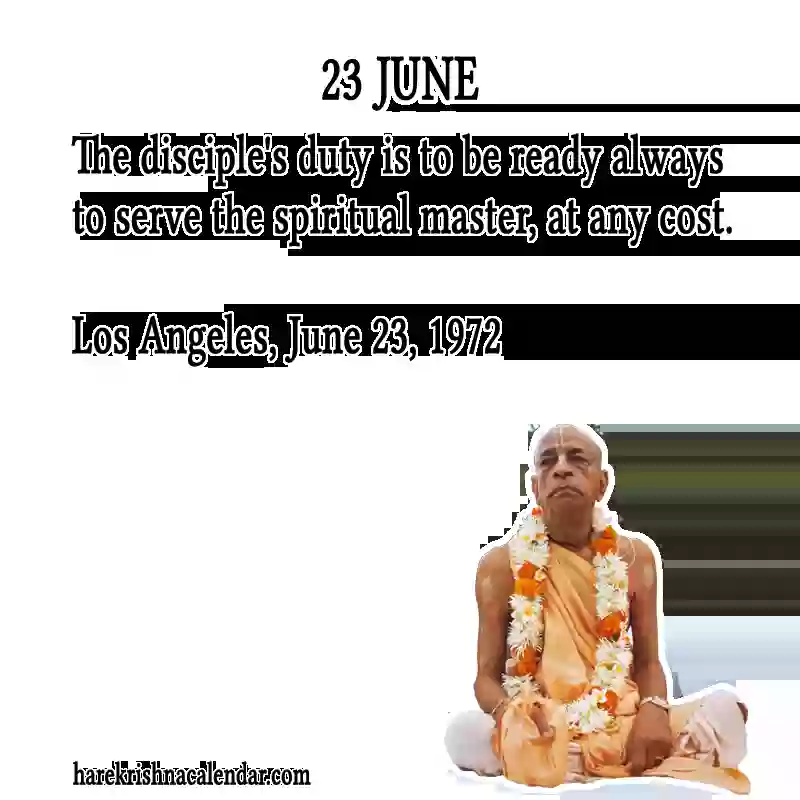 23 JUNE
The disciple's duty is to be ready always
to serve the spiritual master, at any cost.
Los Angeles, June 23, 1972
harekrishnacalendar.com